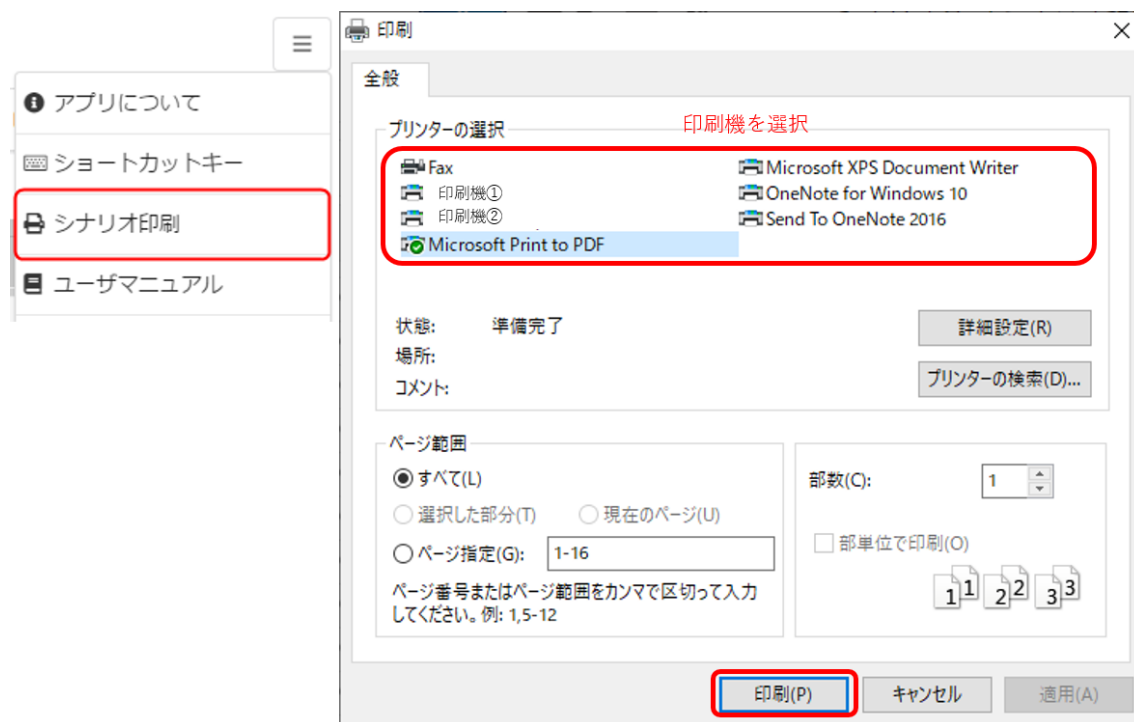 アプリについて
ショートカットキー
シナリオ印刷
ユーザマニュアル
印刷
全般
プリンターの選択
印刷機を選択
Fax
印刷機①
印刷機②
Microsoft Print to PDF
Microsoft XPS Document Writer
OneNote for Windows 10
Send To OneNote 2016
状態: 準備完了
場所:
コメント:
詳細設定(R)
プリンターの検索(D)...
ページ範囲
すべて(L)
選択した部分(T) 現在のページ(U)
ページ指定(G): 1-16
ページ番号またはページ範囲をカンマで区切って入力
してください。例: 1,5-12
部数(C): 1
部単位で印刷(O)
1 1 2 2 3 3
印刷(P) キャンセル 適用(A)